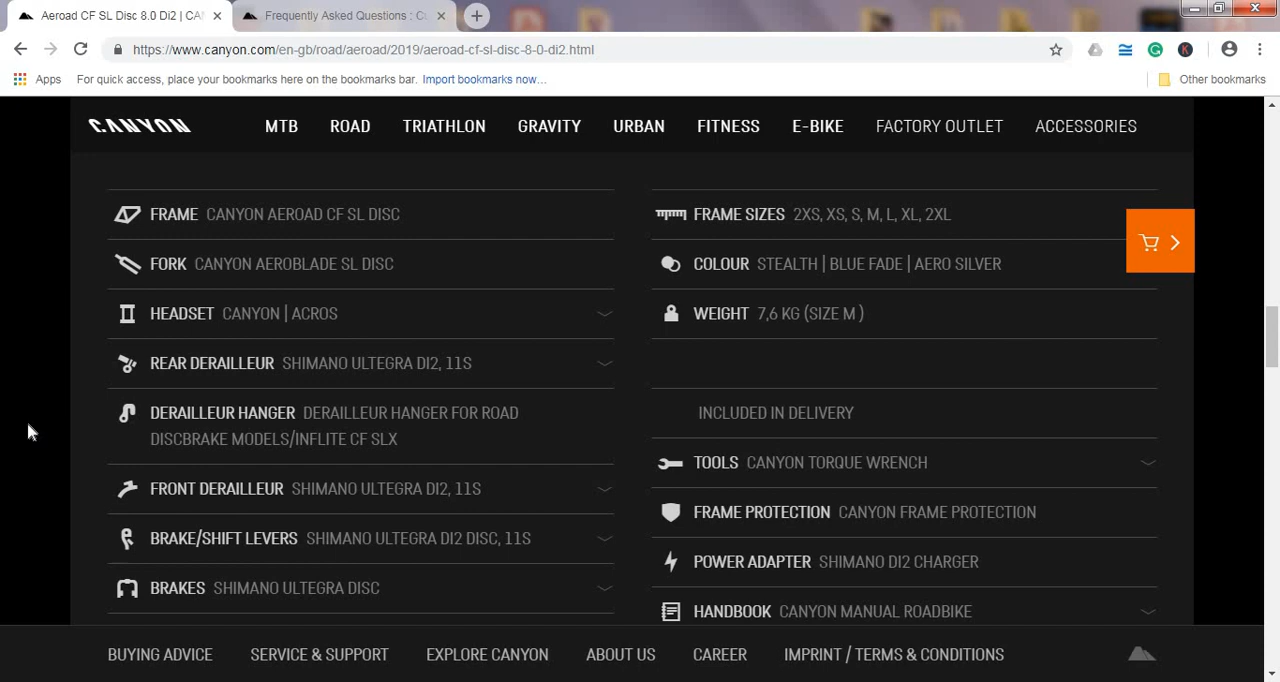 Aeroad CF SL Disc 8.0 Di2 | CAN
Frequently Asked Questions : C
https://www.canyon.com/en-gb/road/aeroad/2019/aeroad-cf-sl-disc-8-0-di2.html
Apps For quick access, place your bookmarks here on the bookmarks bar. Import bookmarks now... Other bookmarks
CANYON MTB ROAD TRIATHLON GRAVITY URBAN FITNESS E-BIKE FACTORY OUTLET ACCESSORIES
FRAME CANYON AEROAD CF SL DISC
FORK CANYON AEROBLADE SL DISC
HEADSET CANYON | ACROS
REAR DERAILLEUR SHIMANO ULTEGRA DI2, 11S
DERAILLEUR HANGER DERAILLEUR HANGER FOR ROAD
DISCBRAKE MODELS/INFLITE CF SLX
FRONT DERAILLEUR SHIMANO ULTEGRA DI2, 11S
BRAKE/SHIFT LEVERS SHIMANO ULTEGRA DI2 DISC, 11S
BRAKES SHIMANO ULTEGRA DISC
FRAME SIZES 2XS, XS, S, M, L, XL, 2XL
COLOUR STEALTH | BLUE FADE | AERO SILVER
WEIGHT 7,6 KG (SIZE M )
INCLUDED IN DELIVERY
TOOLS CANYON TORQUE WRENCH
FRAME PROTECTION CANYON FRAME PROTECTION
POWER ADAPTER SHIMANO DI2 CHARGER
HANDBOOK CANYON MANUAL ROADBIKE
BUYING ADVICE SERVICE & SUPPORT EXPLORE CANYON ABOUT US CAREER IMPRINT / TERMS & CONDITIONS